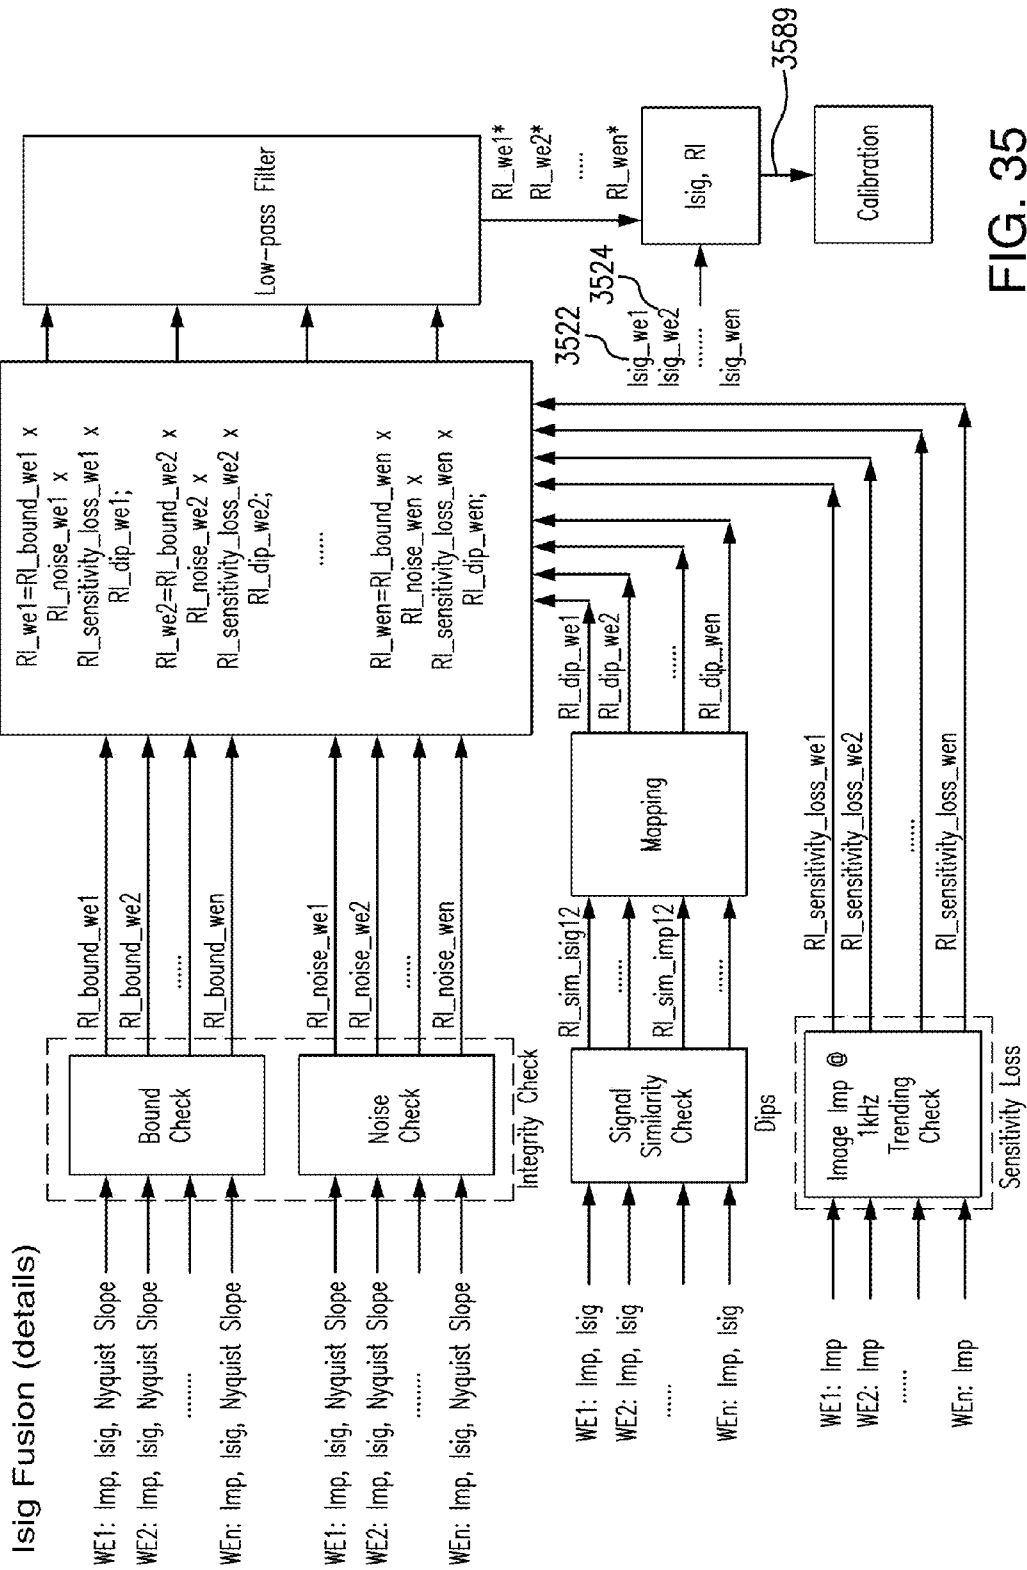 Isig Fusion (details)
WE1: Imp, Isig, Nyquist Slope
WE2: Imp, Isig, Nyquist Slope
........
WEn: Imp, Isig, Nyquist Slope
Bound
Check
RI_bound_we1
RI_bound_we2
......
RI_bound_wen
WE1: Imp, Isig, Nyquist Slope
WE2: Imp, Isig, Nyquist Slope
........
WEn: Imp, Isig, Nyquist Slope
Noise
Check
Integrity Check
RI_noise_we1
RI_noise_we2
......
RI_noise_wen
RI_we1=RI_bound_we1 x
RI_noise_we1 x
RI_sensitivity_loss_we1 x
RI_dip_we1;
RI_we2=RI_bound_we2 x
RI_noise_we2 x
RI_sensitivity_loss_we2 x
RI_dip_we2;
......
RI_wen=RI_bound_wen x
RI_noise_wen x
RI_sensitivity_loss_wen x
RI_dip_wen;
Low-pass Filter
WE1: Imp, Isig
WE2: Imp, Isig
......
WEn: Imp, Isig
Signal
Similarity
Check
Dips
RI_sim_isig12
......
RI_sim_imp12
......
Mapping
RI_dip_we1
RI_dip_we2
......
RI_dip_wen
WE1: Imp
WE2: Imp
......
WEn: Imp
Image Imp @
1kHz
Trending
Check
Sensitivity Loss
RI_sensitivity_loss_we1
RI_sensitivity_loss_we2
......
RI_sensitivity_loss_wen
3522
3524
Isig_we1
Isig_we2
.......
Isig_wen
RI_we1*
RI_we2*
......
RI_wen*
Isig, RI
3589
Calibration
FIG. 35